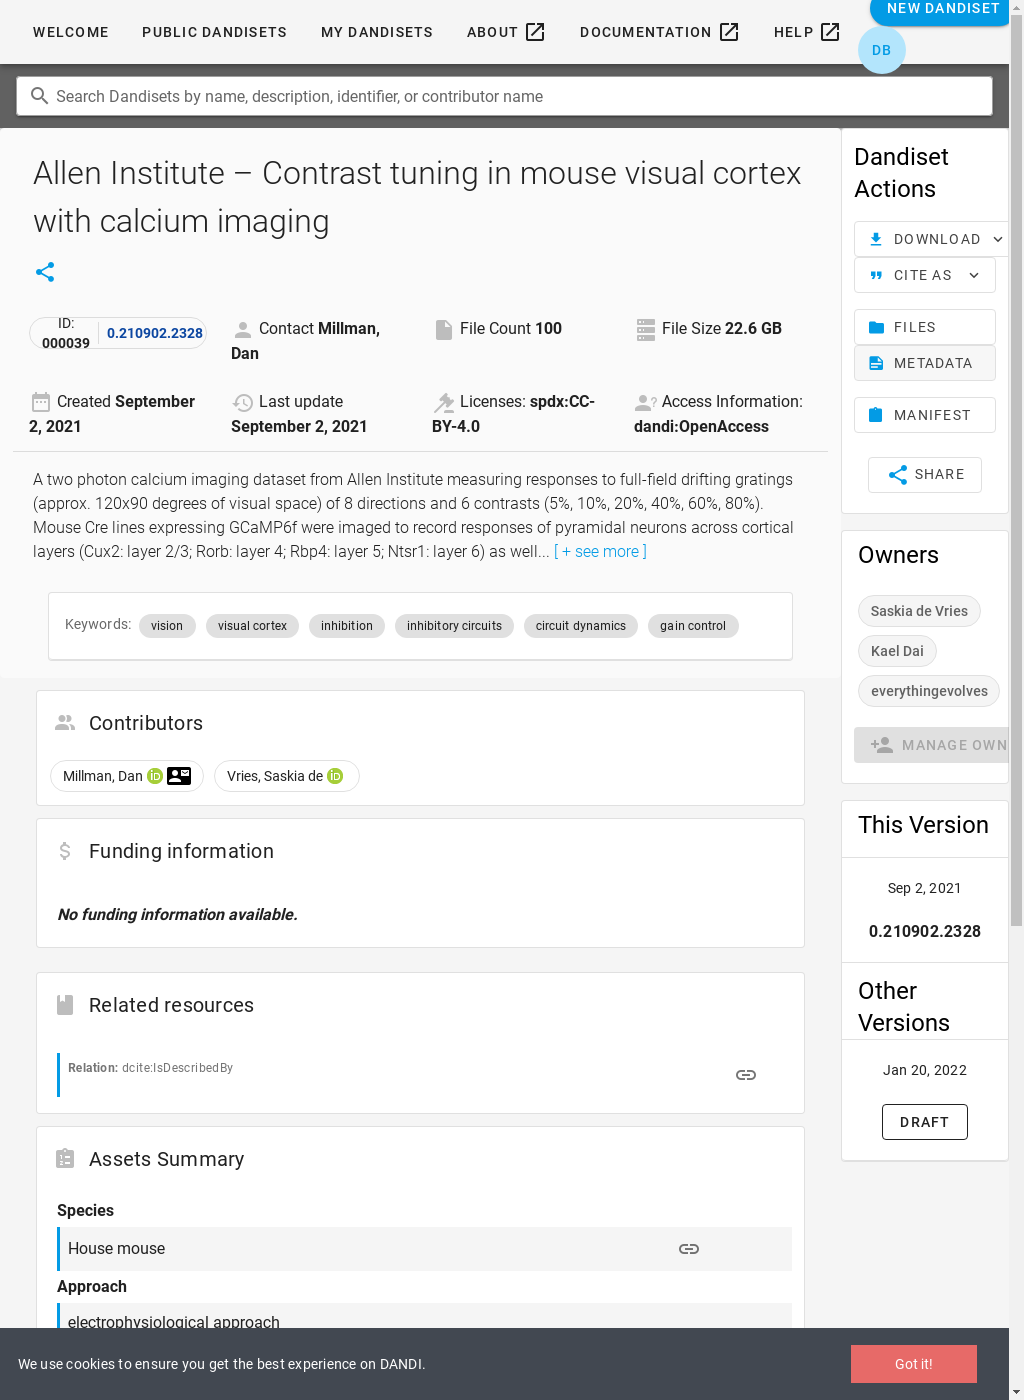 WELCOME
PUBLIC DANDISETS
MY DANDISETS
ABOUT
DOCUMENTATION
HELP
NEW DANDISET
DB
Search Dandisets by name, description, identifier, or contributor name
Allen Institute – Contrast tuning in mouse visual cortex
with calcium imaging
ID:
000039
0.210902.2328
Contact Millman,
Dan
File Count 100
File Size 22.6 GB
Created September
2, 2021
Last update
September 2, 2021
Licenses: spdx:CC-
BY-4.0
Access Information:
dandi:OpenAccess
A two photon calcium imaging dataset from Allen Institute measuring responses to full-field drifting gratings
(approx. 120x90 degrees of visual space) of 8 directions and 6 contrasts (5%, 10%, 20%, 40%, 60%, 80%).
Mouse Cre lines expressing GCaMP6f were imaged to record responses of pyramidal neurons across cortical
layers (Cux2: layer 2/3; Rorb: layer 4; Rbp4: layer 5; Ntsr1: layer 6) as well... [ + see more ]
Keywords:
vision
visual cortex
inhibition
inhibitory circuits
circuit dynamics
gain control
Contributors
Millman, Dan
Vries, Saskia de
Funding information
No funding information available.
Related resources
Relation: dcite:IsDescribedBy
Assets Summary
Species
House mouse
Approach
electrophysiological approach
Dandiset
Actions
DOWNLOAD
CITE AS
FILES
METADATA
MANIFEST
SHARE
Owners
Saskia de Vries
Kael Dai
everythingevolves
MANAGE OWN
This Version
Sep 2, 2021
0.210902.2328
Other
Versions
Jan 20, 2022
DRAFT
We use cookies to ensure you get the best experience on DANDI.
Got it!